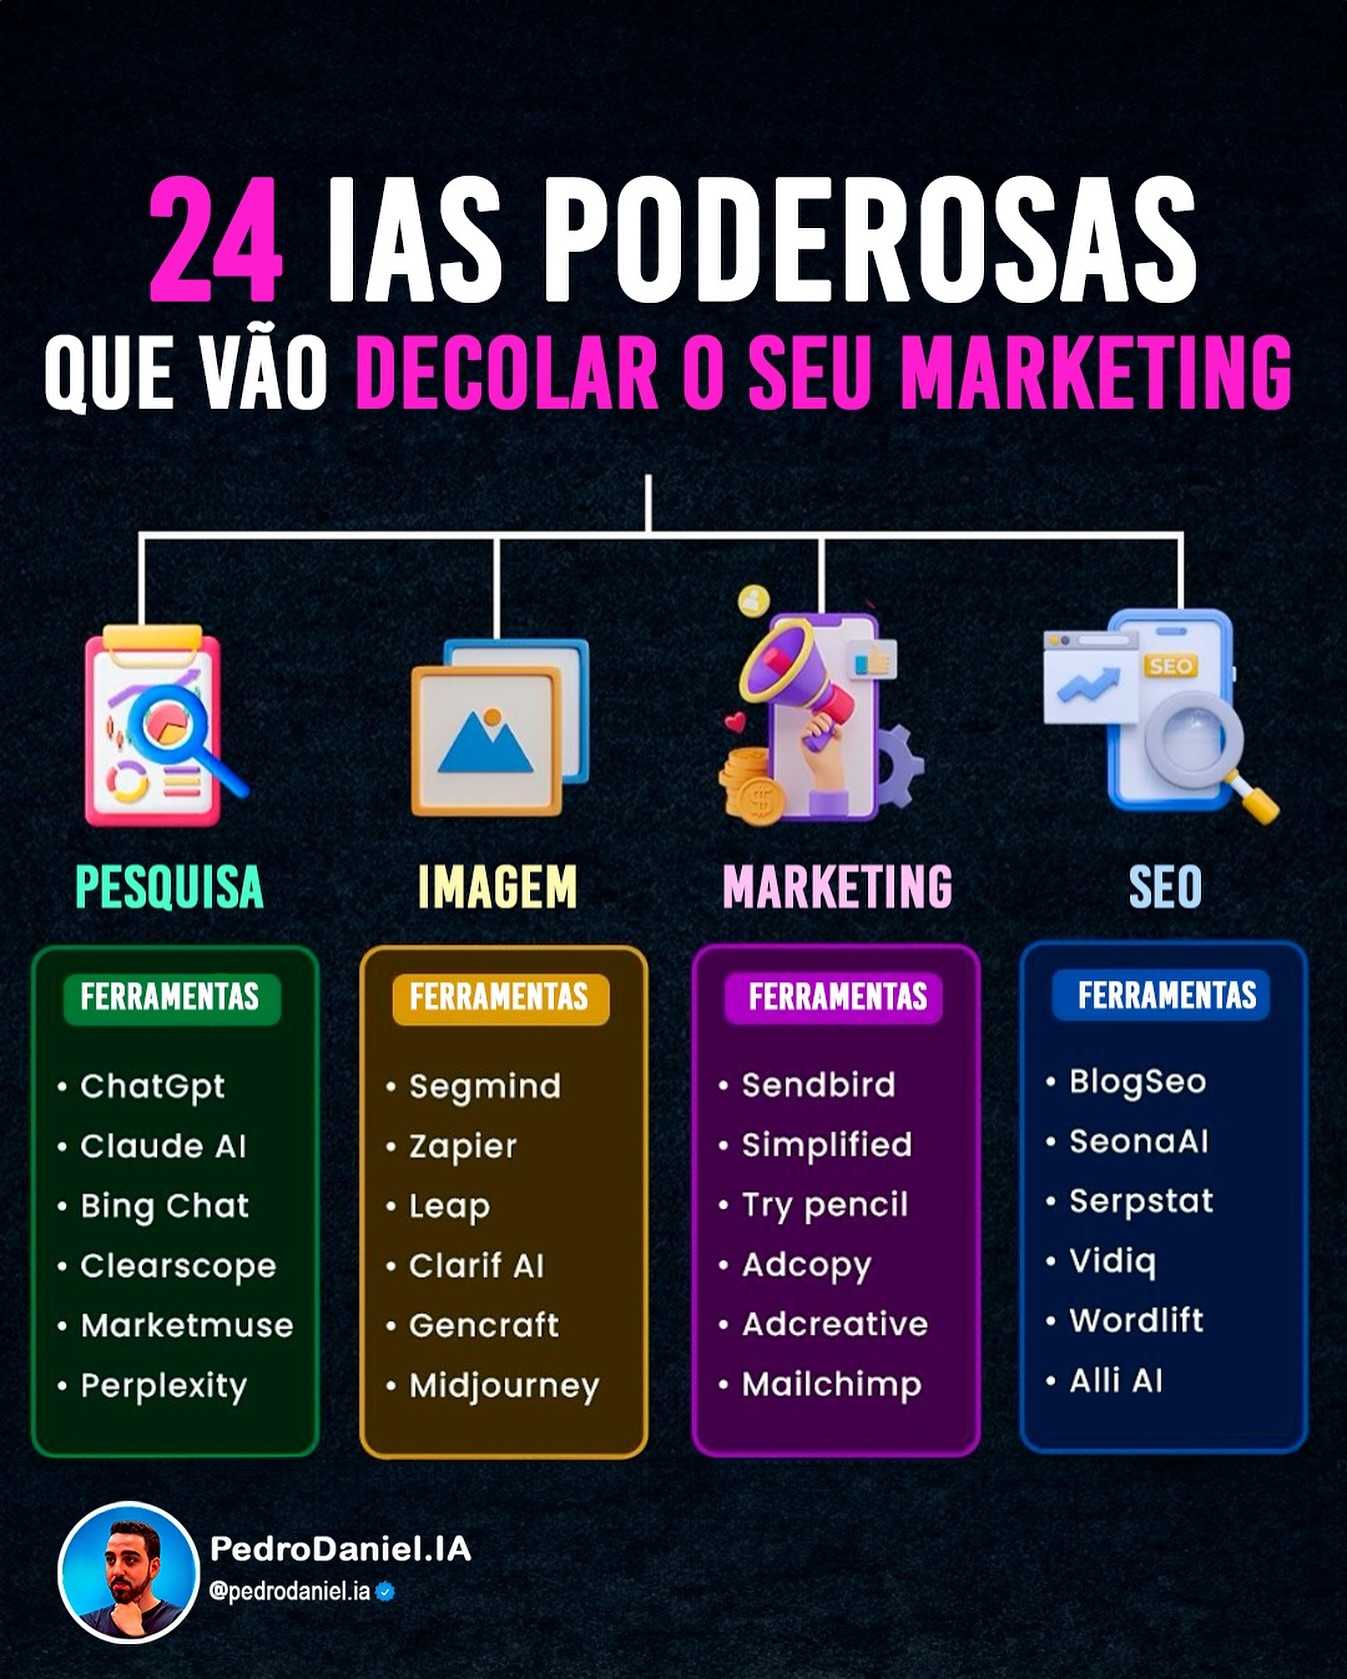 24 IAS PODEROSAS
QUE VÃO DECOLAR O SEU MARKETING
SEO
PESQUISA
FERRAMENTAS
• ChatGpt
• Claude AI
• Bing Chat
• Clearscope
• Marketmuse
• Perplexity
IMAGEM
FERRAMENTAS
• Segmind
• Zapier
• Leap
• Clarif AI
• Gencraft
• Midjourney
MARKETING
FERRAMENTAS
• Sendbird
• Simplified
• Try pencil
• Adcopy
• Adcreative
• Mailchimp
SEO
FERRAMENTAS
• BlogSeo
• SeonaAI
• Serpstat
• Vidiq
• Wordlift
• Alli AI
PedroDaniel.IA
@pedrodaniel.ia